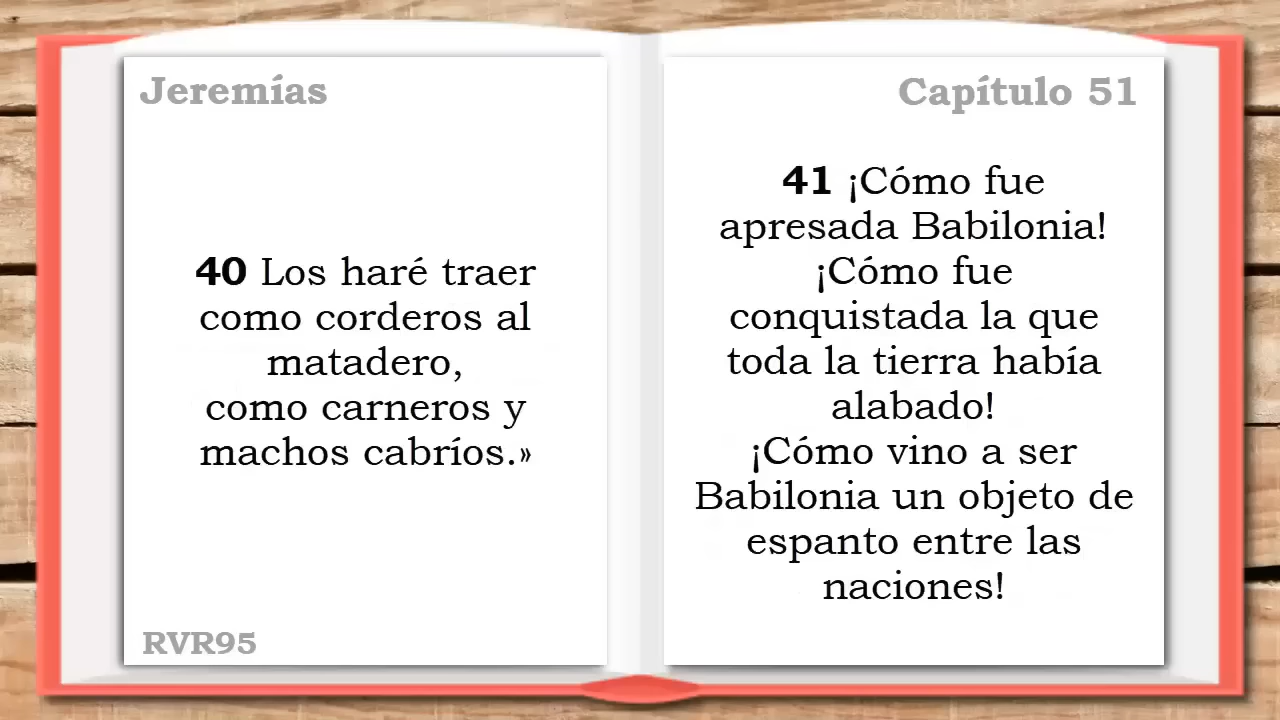 Jeremías
40 Los haré traer
como corderos al
matadero,
como carneros y
machos cabríos.»
RVR95
Capítulo 51
41 ¡Cómo fue
apresada Babilonia!
¡Cómo fue
conquistada la que
toda la tierra había
alabado!
¡Cómo vino a ser
Babilonia un objeto de
espanto entre las
naciones!